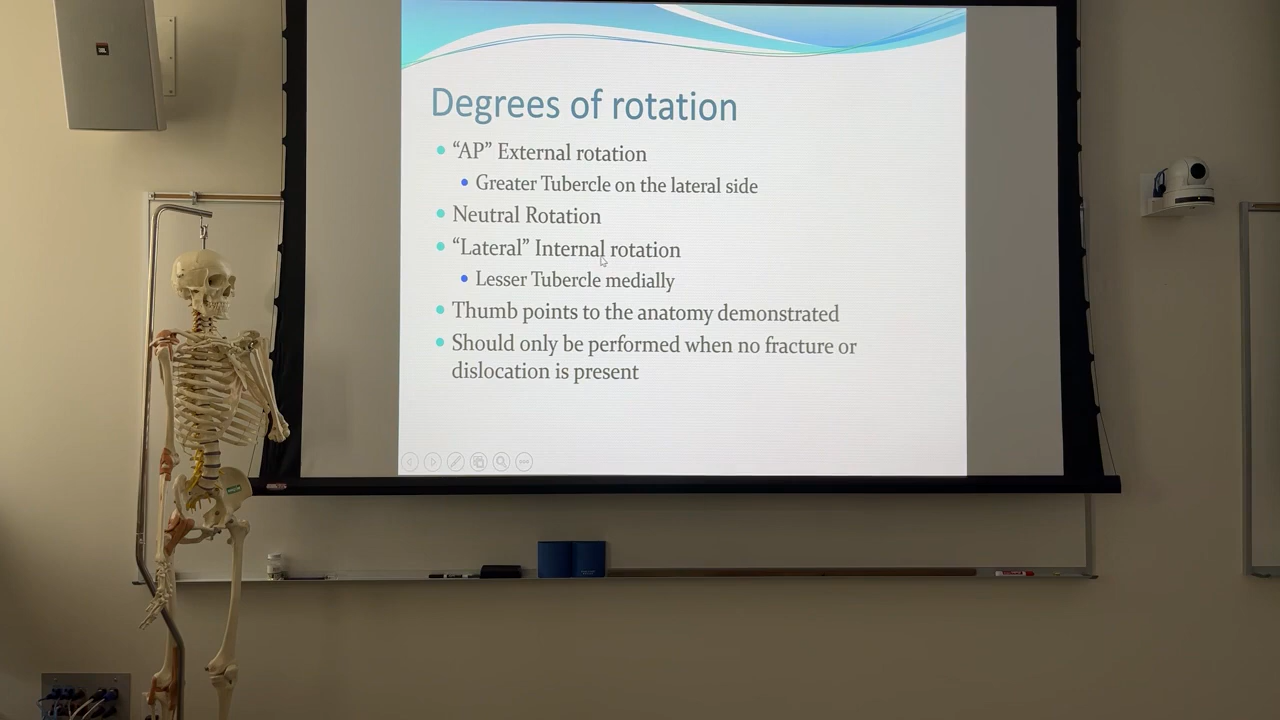 Degrees of rotation
“AP” External rotation
Greater Tubercle on the lateral side
Neutral Rotation
“Lateral” Internal rotation
Lesser Tubercle medially
Thumb points to the anatomy demonstrated
Should only be performed when no fracture or
dislocation is present